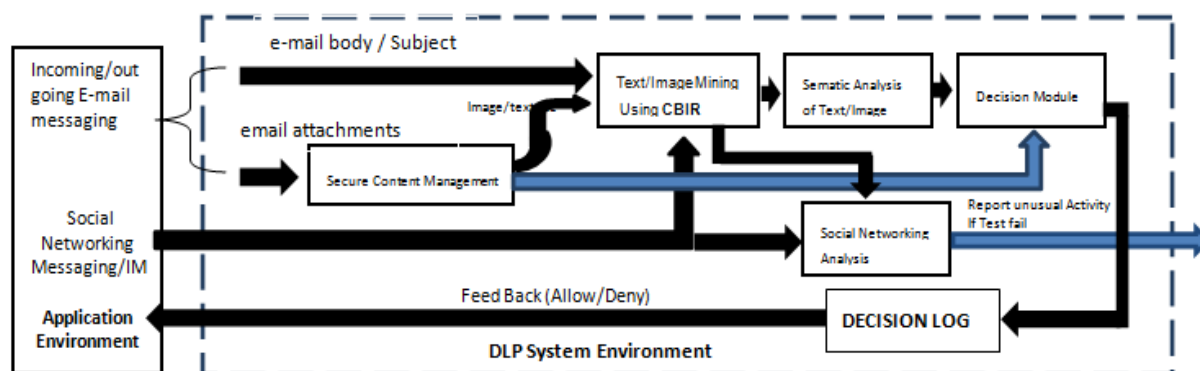 Incoming/out
going E-mail
messaging
Social
Networking
Messaging/IM
Application
Environment
e-mail body / Subject
Image/text
email attachments
Secure Content Management
Text/Image Mining
Using CBIR
Sematic Analysis
of Text/Image
Decision Module
Report unusual Activity
If Test fail
Social Networking
Analysis
Feed Back (Allow/Deny)
DECISION LOG
DLP System Environment